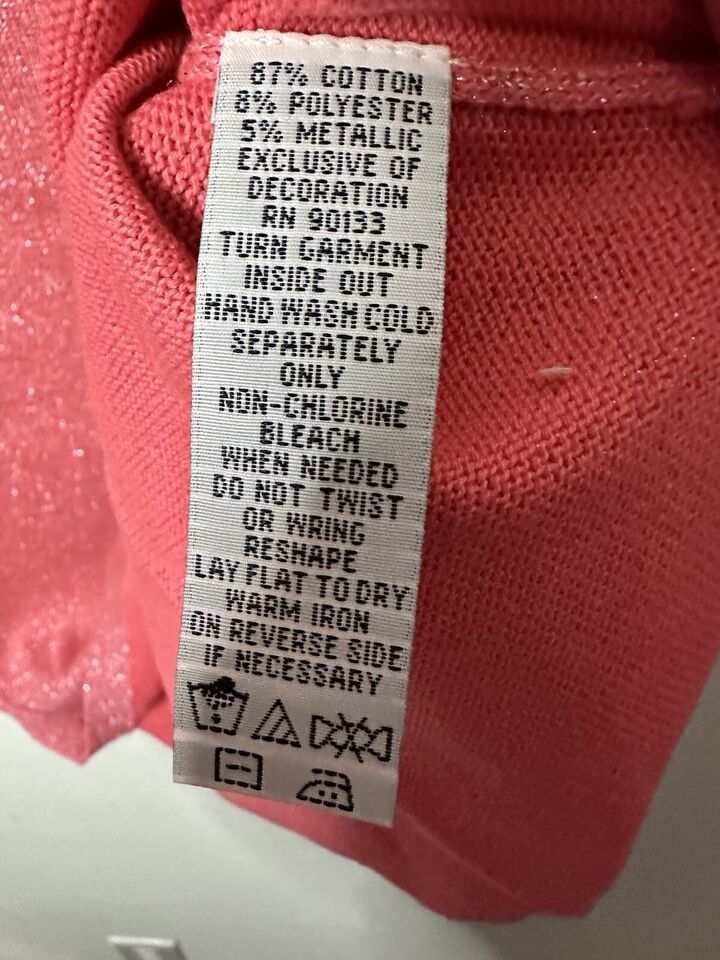 87% COTTON
8% POLYESTER
5% METALLIC
EXCLUSIVE OF
DECORATION
RN 90133
TURN GARMENT
INSIDE OUT
HAND WASH COLD
SEPARATELY
ONLY
NON-CHLORINE
BLEACH
WHEN NEEDED
DO NOT TWIST
OR WRING
RESHAPE
LAY FLAT TO DRY
WARM IRON
ON REVERSE SIDE
IF NECESSARY